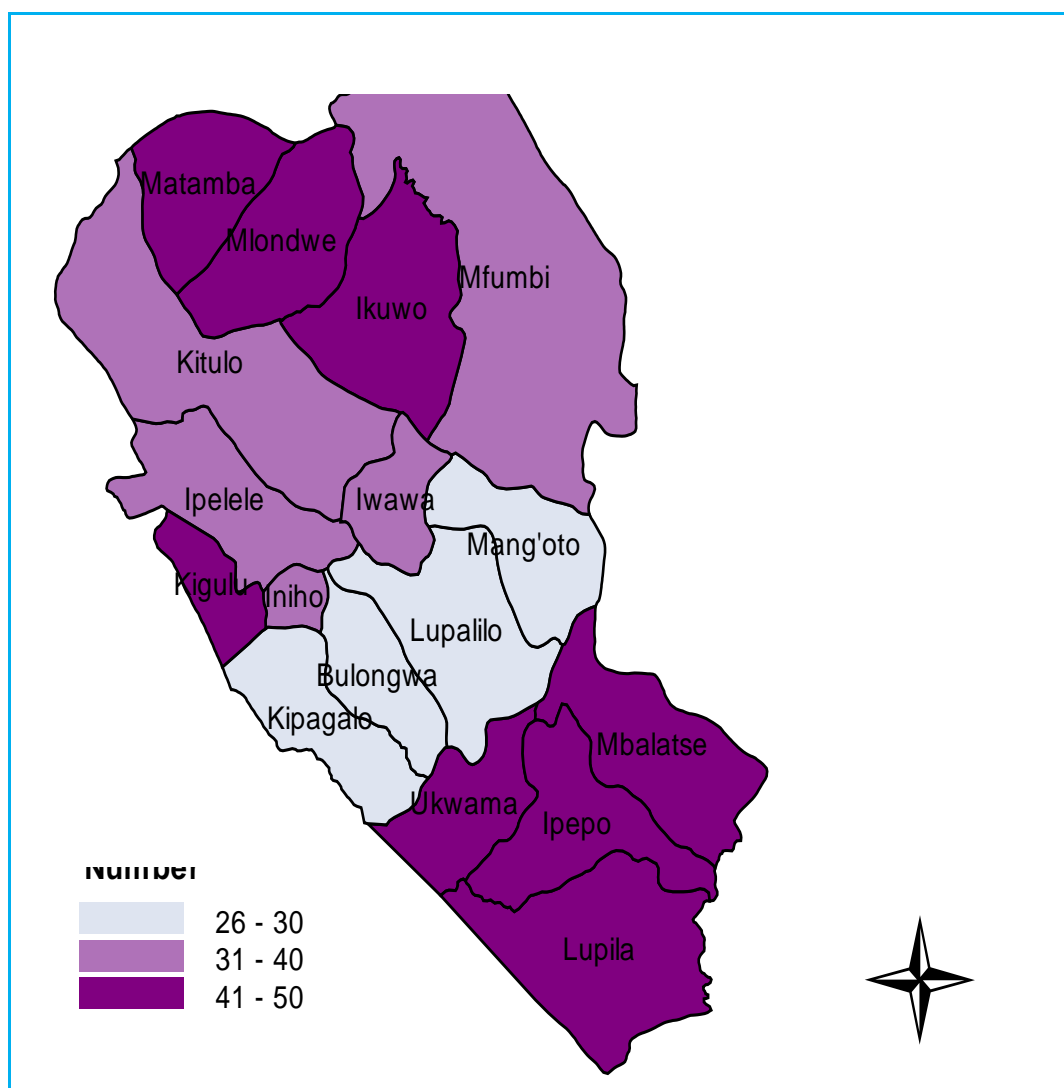 Matamba
Mlondwe
Mfumbi
Ikuwo
Kitulo
Ipelele
Iwawa
Mang'oto
Kigulu
Iniho
Lupalilo
Bulongwa
Kipagalo
Mbalatse
Ukwama
Ipepo
Number
26 - 30
31 - 40
41 - 50
Lupila